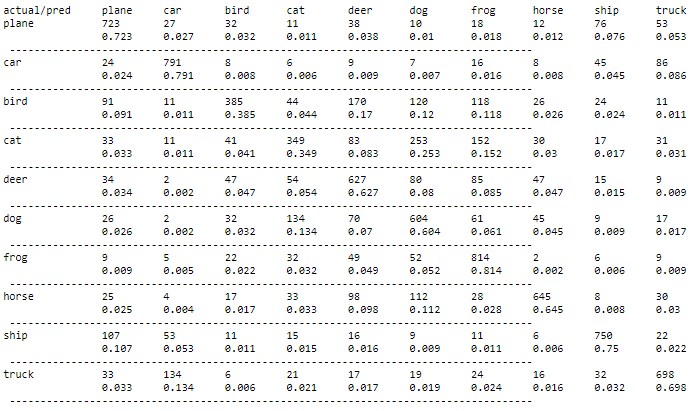 actual/pred plane car bird cat deer dog frog horse ship truck
plane 723 27 32 11 38 10 18 12 76 53
0.723 0.027 0.032 0.011 0.038 0.01 0.018 0.012 0.076 0.053
car 24 791 8 6 9 7 16 8 45 86
0.024 0.791 0.008 0.006 0.009 0.007 0.016 0.008 0.045 0.086
bird 91 11 385 44 170 120 118 26 24 11
0.091 0.011 0.385 0.044 0.17 0.12 0.118 0.026 0.024 0.011
cat 33 11 41 349 83 253 152 30 17 31
0.033 0.011 0.041 0.349 0.083 0.253 0.152 0.03 0.017 0.031
deer 34 2 47 54 627 80 85 47 15 9
0.034 0.002 0.047 0.054 0.627 0.08 0.085 0.047 0.015 0.009
dog 26 2 32 134 70 604 61 45 9 17
0.026 0.002 0.032 0.134 0.07 0.604 0.061 0.045 0.009 0.017
frog 9 5 22 32 49 52 814 2 6 9
0.009 0.005 0.022 0.032 0.049 0.052 0.814 0.002 0.006 0.009
horse 25 4 17 33 98 112 28 645 8 30
0.025 0.004 0.017 0.033 0.098 0.112 0.028 0.645 0.008 0.03
ship 107 53 11 15 16 9 11 6 750 22
0.107 0.053 0.011 0.015 0.016 0.009 0.011 0.006 0.75 0.022
truck 33 134 6 21 17 19 24 16 32 698
0.033 0.134 0.006 0.021 0.017 0.019 0.024 0.016 0.032 0.698